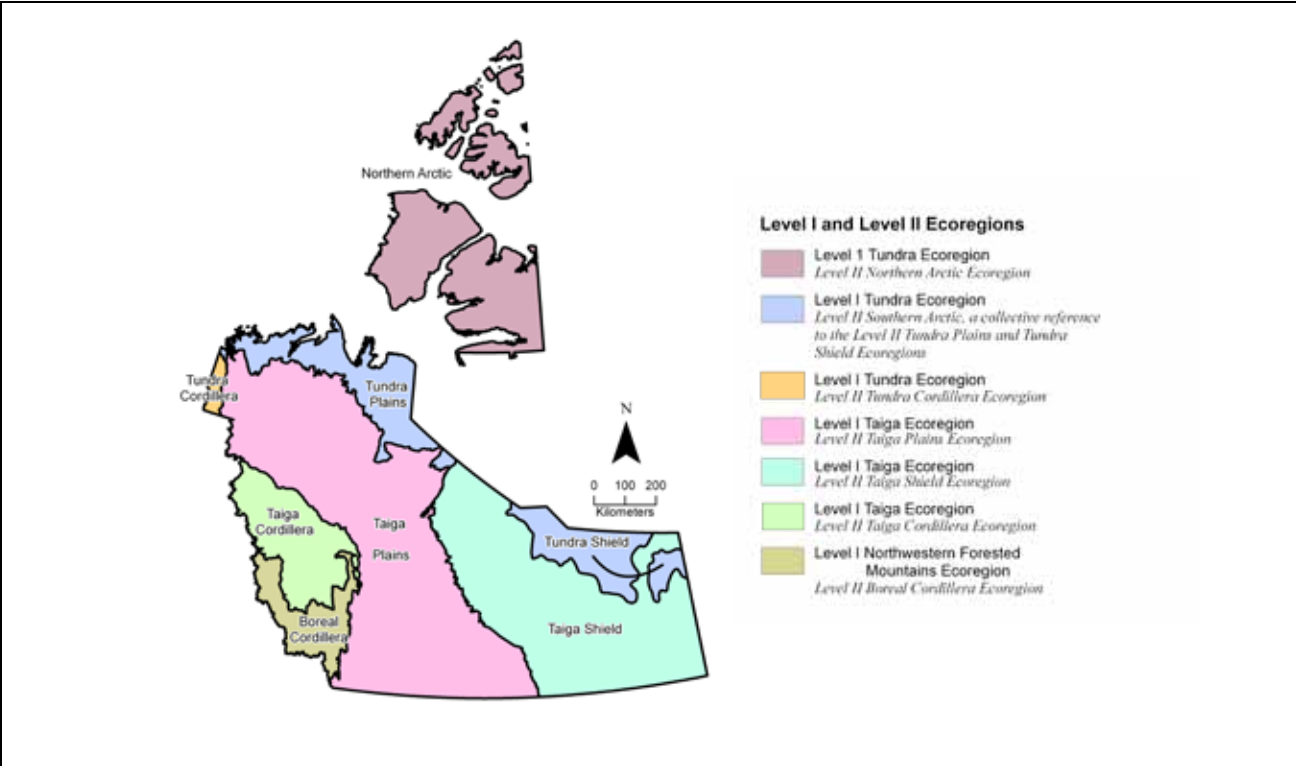 Northern Arctic
Level I and Level II Ecoregions
Level 1 Tundra Ecoregion
Level II Northern Arctic Ecoregion
Level I Tundra Ecoregion
Level II Southern Arctic, a collective reference
to the Level II Tundra Plains and Tundra
Shield Ecoregions
Level I Tundra Ecoregion
Level II Tundra Cordillera Ecoregion
Level I Taiga Ecoregion
Level II Taiga Plains Ecoregion
Level I Taiga Ecoregion
Level II Taiga Shield Ecoregion
Level I Taiga Ecoregion
Level II Taiga Cordillera Ecoregion
Level I Northwestern Forested
Mountains Ecoregion
Level II Boreal Cordillera Ecoregion
Tundra
Cordillera
Tundra
Plains
N
0 100 200
Kilometers
Taiga
Cordillera
Taiga
Plains
Tundra Shield
Boreal
Cordillera
Taiga Shield